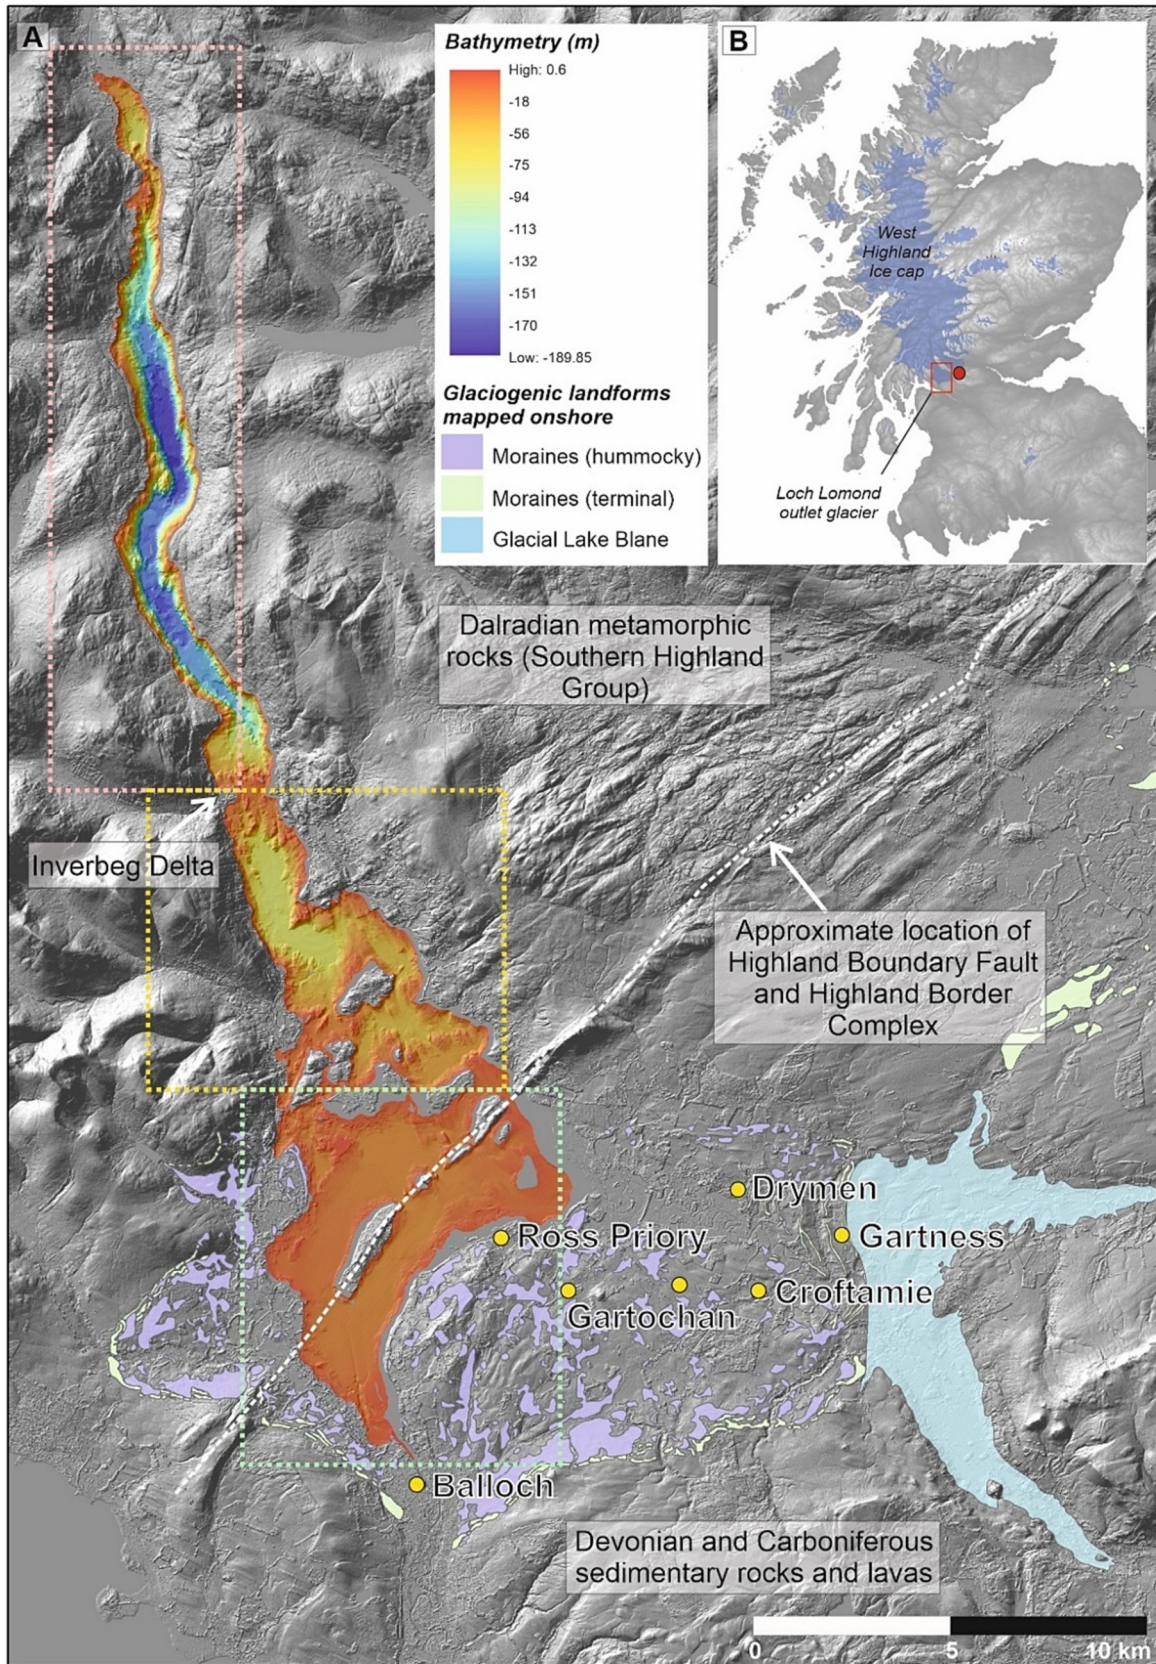 A
Bathymetry (m)
High: 0.6
-18
-56
-75
-94
-113
-132
-151
-170
Low: -189.85
Glaciogenic landforms
mapped onshore
Moraines (hummocky)
Moraines (terminal)
Glacial Lake Blane
B
West
Highland
Ice cap
Loch Lomond
outlet glacier
Dalradian metamorphic
rocks (Southern Highland
Group)
Inverbeg Delta
Approximate location of
Highland Boundary Fault
and Highland Border
Complex
Drymen
Ross Priory
Gartness
Gartochan
Croftamie
Balloch
Devonian and Carboniferous
sedimentary rocks and lavas
0 5 10 km